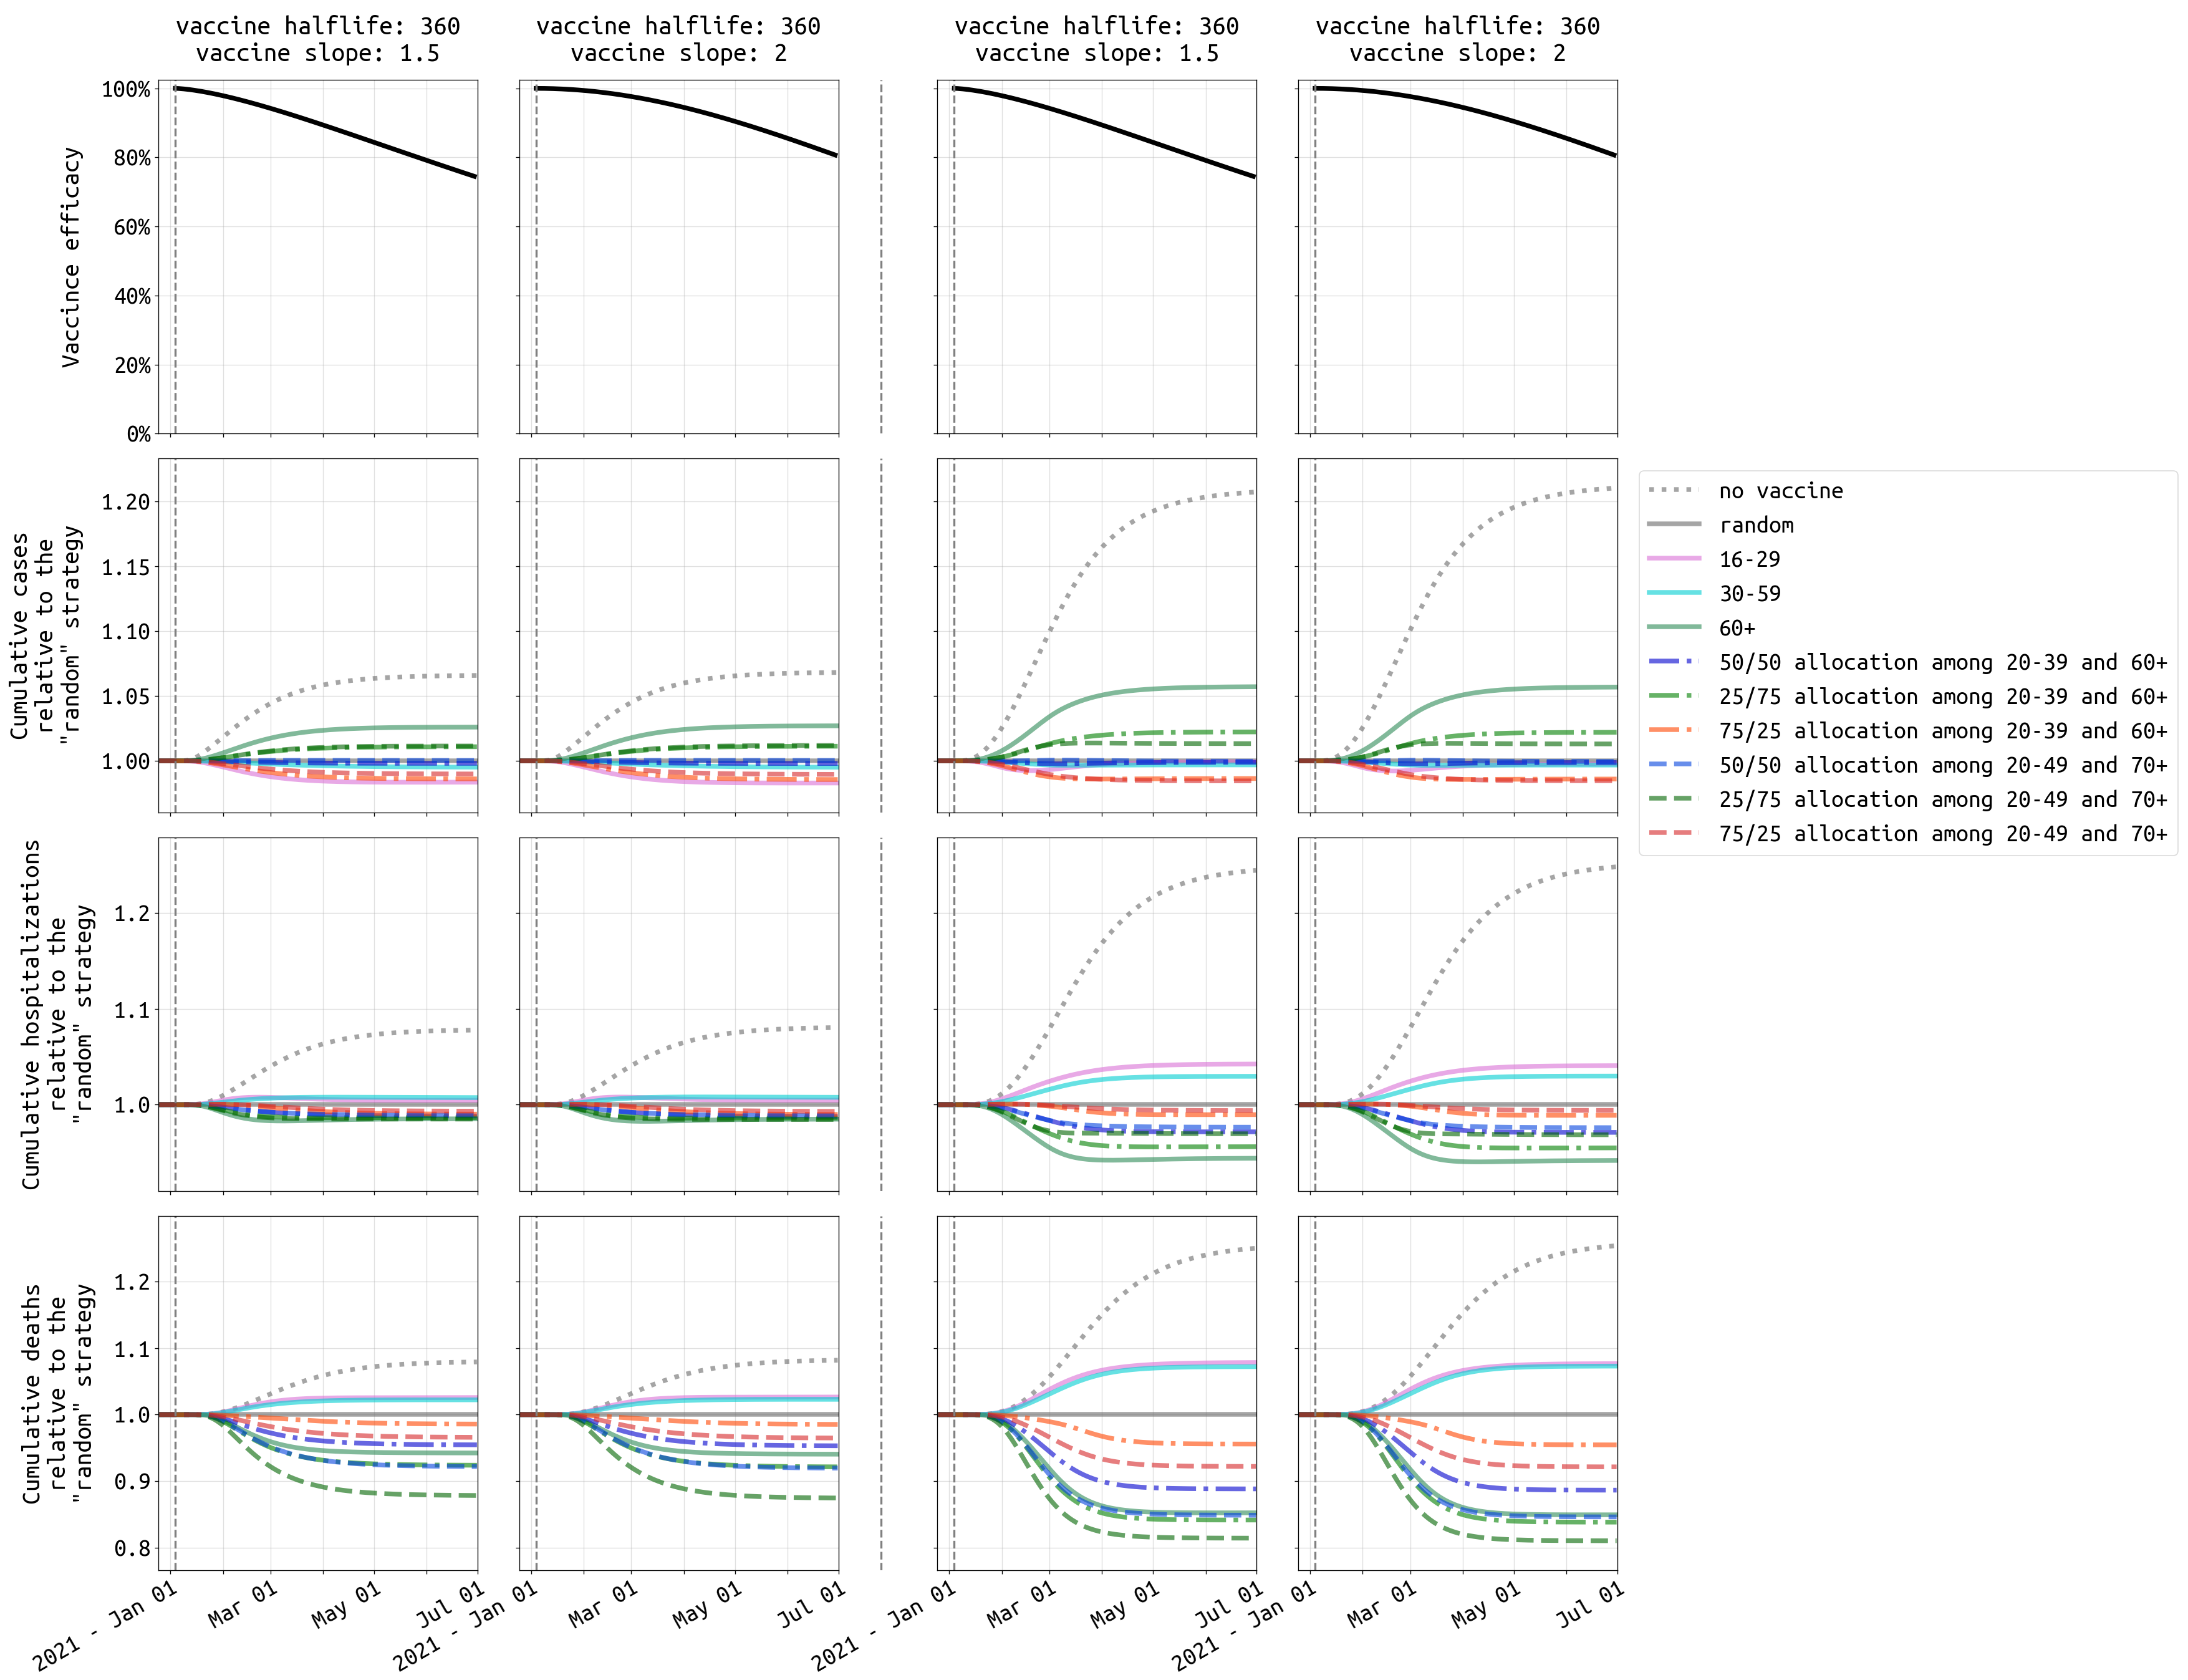 vaccine halflife: 360
vaccine slope: 1.5
vaccine halflife: 360
vaccine slope: 2
vaccine halflife: 360
vaccine slope: 1.5
vaccine halflife: 360
vaccine slope: 2
Vaccince efficacy
100%
80%
60%
40%
20%
0%
Cumulative cases
relative to the
"random" strategy
1.20
1.15
1.10
1.05
1.00
no vaccine
random
16-29
30-59
60+
50/50 allocation among 20-39 and 60+
25/75 allocation among 20-39 and 60+
75/25 allocation among 20-39 and 60+
50/50 allocation among 20-49 and 70+
25/75 allocation among 20-49 and 70+
75/25 allocation among 20-49 and 70+
Cumulative hospitalizations
relative to the
"random" strategy
1.2
1.1
1.0
Cumulative deaths
relative to the
"random" strategy
1.2
1.1
1.0
0.9
0.8
2021 - Jan 01
Mar 01
May 01
Jul 01
2021 - Jan 01
Mar 01
May 01
Jul 01
2021 - Jan 01
Mar 01
May 01
Jul 01
2021 - Jan 01
Mar 01
May 01
Jul 01